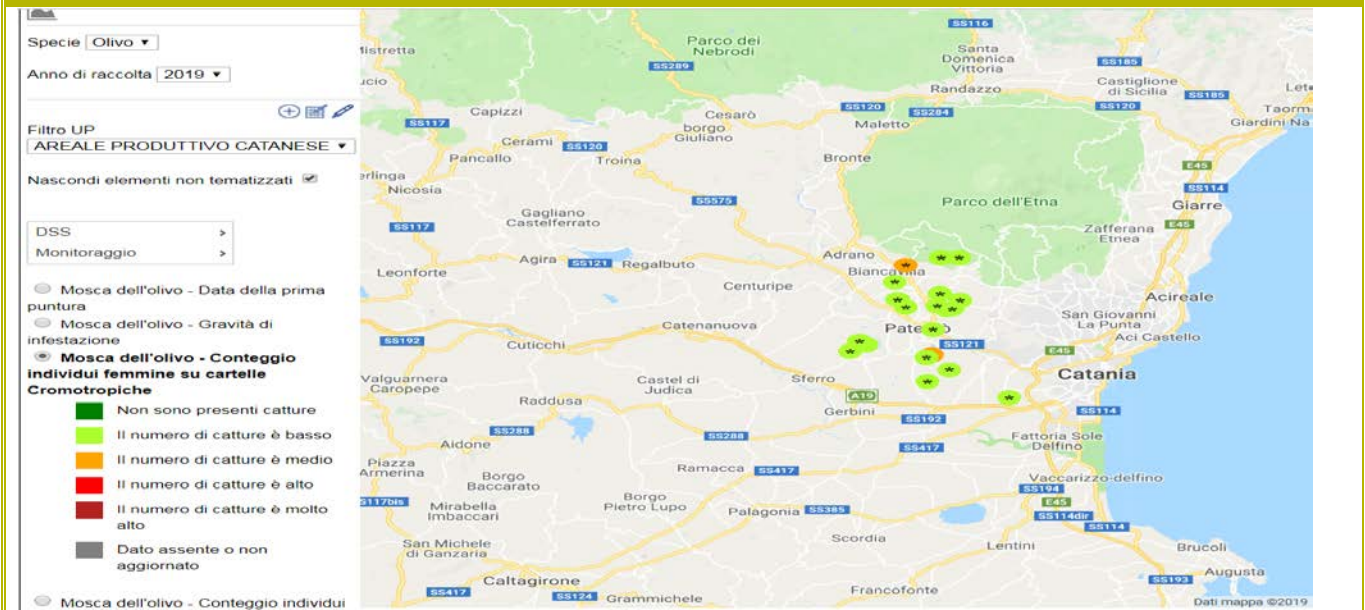 Specie Olivo
Anno di raccolta 2019
Filtro UP
AREALE PRODUTTIVO CATANESE
Nascondi elementi non tematizzati
DSS >
Monitoraggio >
Mosca dell'olivo - Data della prima
puntura
Mosca dell'olivo - Gravità di
infestazione
Mosca dell'olivo - Conteggio
individui femmine su cartelle
Cromotropiche
Non sono presenti catture
Il numero di catture è basso
Il numero di catture è medio
Il numero di catture è alto
Il numero di catture è molto
alto
Dato assente o non
aggiornato
Mosca dell'olivo - Conteggio individui
SS116
Parco dei
Nebrodi
Santa
Domenica
Vittoria
SS289
SS185
Castiglione
di Sicilia
SS185
Randazzo
SS120
SS120
SS284
Taorm
Giardini Na
Capizzi
SS117
Cesarò
borgo
Giuliano
Maletto
Cerami
SS120
Pancallo
Troina
Bronte
E45
Nicosia
SS114
SS575
Parco dell'Etna
Giarre
Gagliano
Castelferrato
SS117
Zafferana
Etnea
E45
Agira
SS121
Regalbuto
Adrano
Biancavilla
Leonforte
Centuripe
Acireale
San Giovanni
La Punta
Catenanuova
Aci Castello
SS192
Cuticchi
SS121
E45
Valguarnera
Caropepe
Castel di
Judica
Sferro
Catania
Raddusa
A19
Gerbini
SS192
SS114
SS288
SS288
Fattoria Sole
Delfino
Aidone
SS417
Piazza
Armerina
Borgo
Baccarato
Ramacca
SS417
Vaccarizzo-delfino
SS194
E45
Borgo
Pietro Lupo
S117bis
Mirabella
Imbaccari
Palagonia
SS385
SS114dir
SS114
San Michele
di Ganzaria
Scordia
Lentini
Brucoli
Caltagirone
Augusta
SS193
SS417
SS124
Grammichele
Francofonte
Dati mappa ©2019